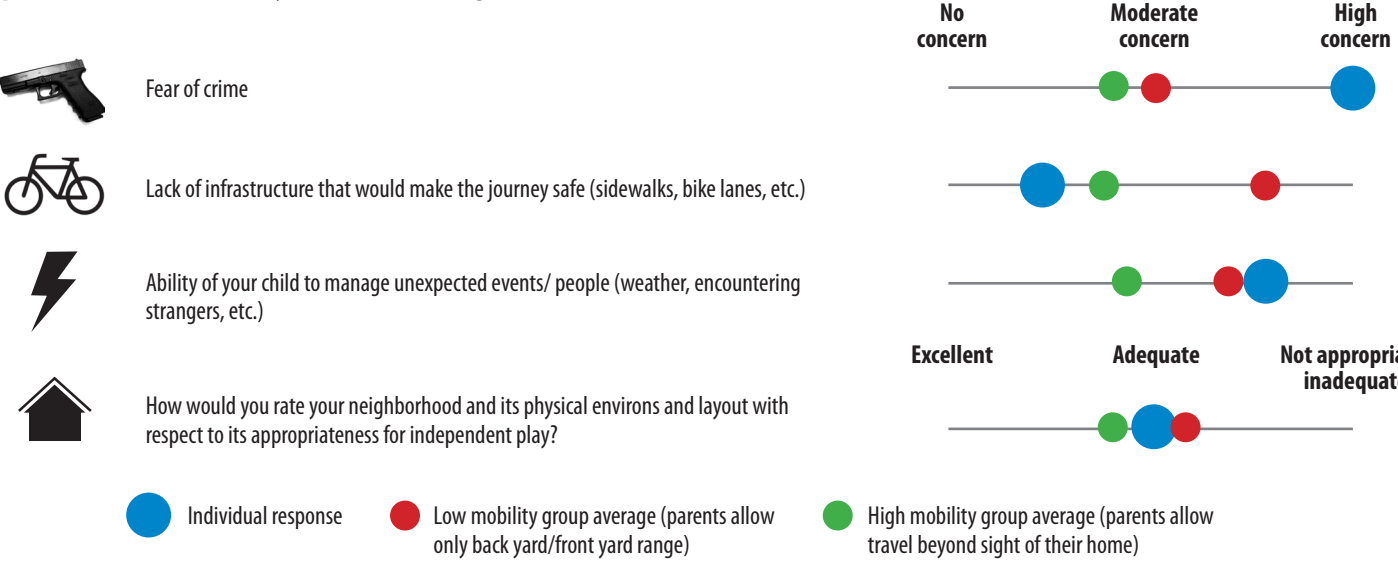 No
concern
Moderate
concern
High
concern
Fear of crime
Lack of infrastructure that would make the journey safe (sidewalks, bike lanes, etc.)
Ability of your child to manage unexpected events/ people (weather, encountering
strangers, etc.)
Excellent
Adequate
Not appropria
inadequat
How would you rate your neighborhood and its physical environs and layout with
respect to its appropriateness for independent play?
Individual response
Low mobility group average (parents allow
only back yard/front yard range)
High mobility group average (parents allow
travel beyond sight of their home)